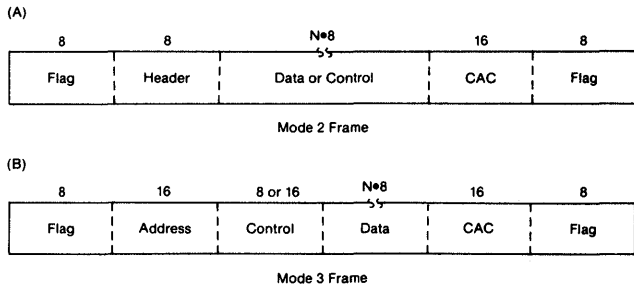 (A)
8 8 N●8 16 8
Flag Header Data or Control CAC Flag
Mode 2 Frame
(B)
8 16 8 or 16 N●8 16 8
Flag Address Control Data CAC Flag
Mode 3 Frame